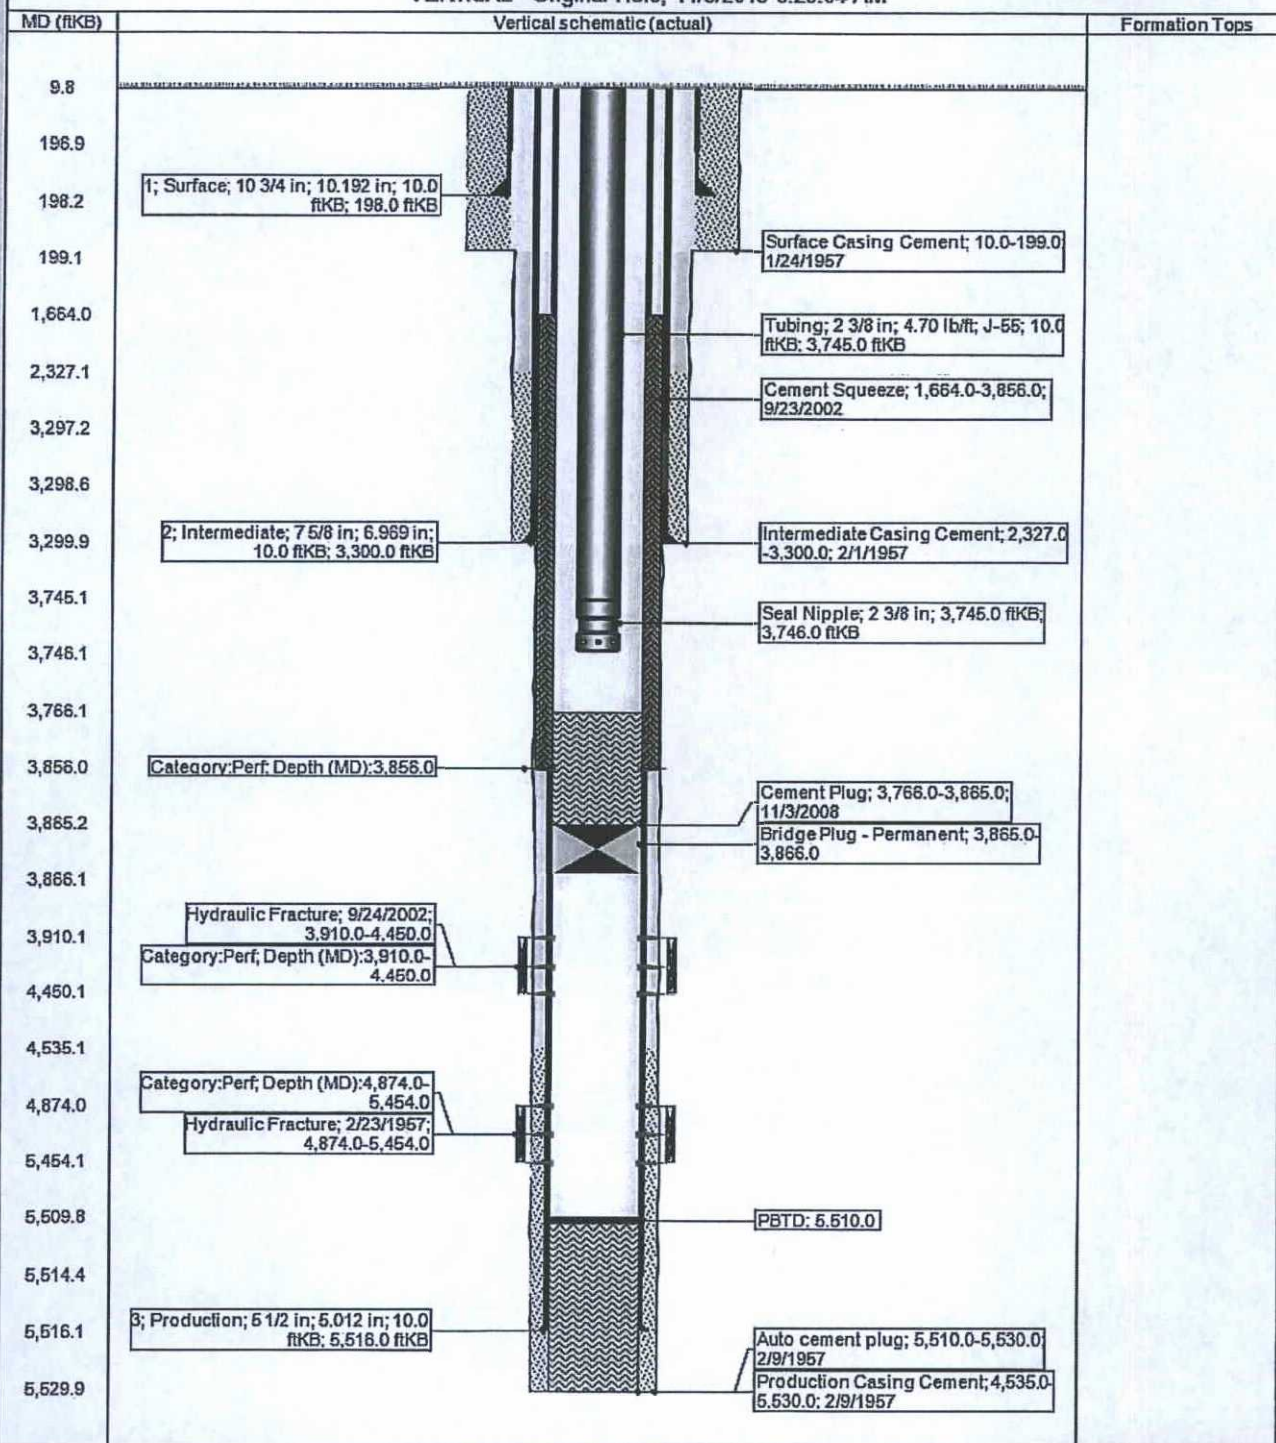 MD (ftKB)
Vertical schematic (actual)
Formation Tops
9.8
196.9
198.2
199.1
1,664.0
2,327.1
3,297.2
3,298.6
3,299.9
3,745.1
3,746.1
3,766.1
3,856.0
3,865.2
3,866.1
3,910.1
4,450.1
4,535.1
4,874.0
5,454.1
5,509.8
5,514.4
5,516.1
5,529.9
1; Surface; 10 3/4 in; 10.192 in; 10.0
ftKB; 198.0 ftKB
Surface Casing Cement; 10.0-199.0;
1/24/1957
Tubing; 2 3/8 in; 4.70 lb/ft; J-55; 10.0
ftKB; 3,745.0 ftKB
Cement Squeeze; 1,664.0-3,856.0;
9/23/2002
2; Intermediate; 7 5/8 in; 6.969 in;
10.0 ftKB; 3,300.0 ftKB
Intermediate Casing Cement; 2,327.0
-3,300.0; 2/1/1957
Seal Nipple; 2 3/8 in; 3,745.0 ftKB;
3,746.0 ftKB
Category:Perf; Depth (MD):3,856.0
Cement Plug; 3,766.0-3,865.0;
11/3/2008
Bridge Plug - Permanent; 3,865.0-
3,866.0
Hydraulic Fracture; 9/24/2002;
3,910.0-4,450.0
Category:Perf; Depth (MD):3,910.0-
4,450.0
Category:Perf; Depth (MD):4,874.0-
5,454.0
Hydraulic Fracture; 2/23/1957;
4,874.0-5,454.0
PBTD; 5,510.0
3; Production; 5 1/2 in; 5.012 in; 10.0
ftKB; 5,516.0 ftKB
Auto cement plug; 5,510.0-5,530.0;
2/9/1957
Production Casing Cement; 4,535.0-
5,530.0; 2/9/1957